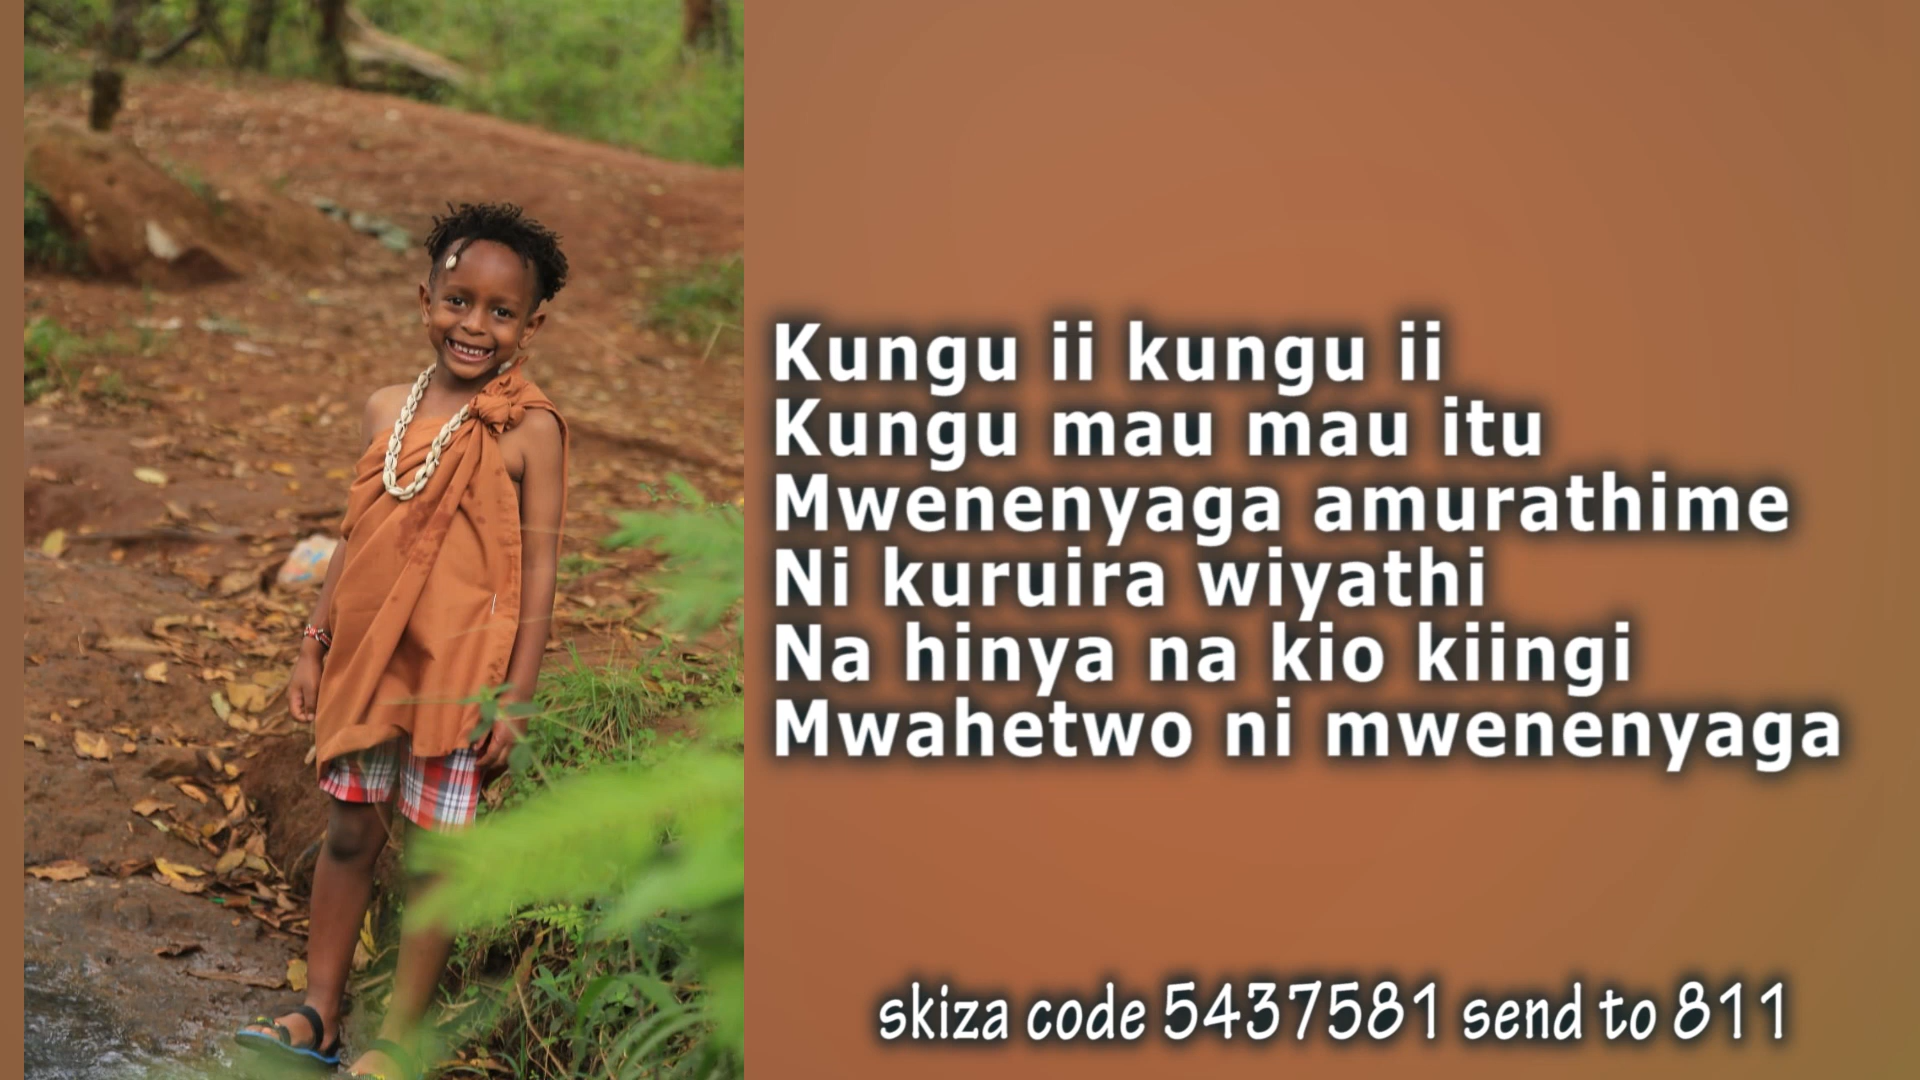 Kungu ii kungu ii
Kungu mau mau itu
Mwenenyaga amurathime
Ni kuruira wiyathi
Na hinya na kio kiingi
Mwahetwo ni mwenenyaga
skiza code 5437581 send to 811